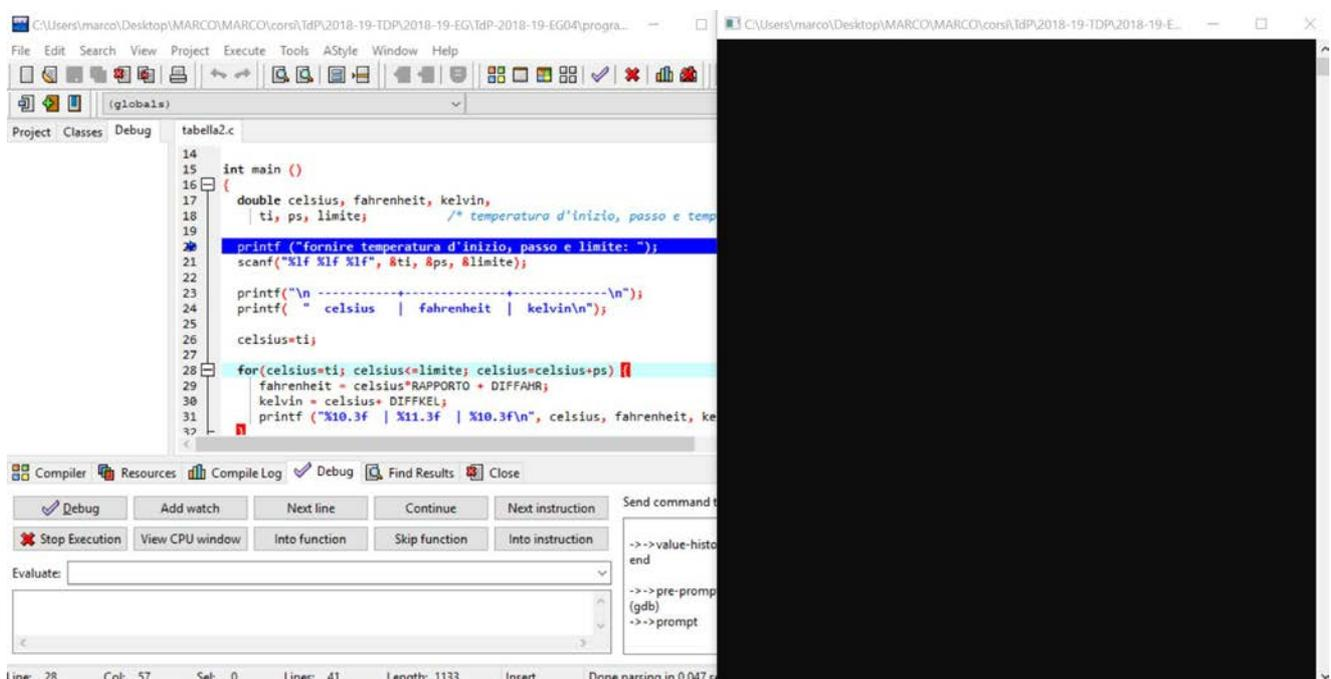 C:\Users\marco\Desktop\MARCO\MARCO\corsi\TdP\2018-19-TDP\2018-19-EG\TdP-2018-19-EG04\progra...
C:\Users\marco\Desktop\MARCO\MARCO\corsi\TdP\2018-19-TDP\2018-19-E...
File Edit Search View Project Execute Tools AStyle Window Help
(globals)
Project Classes Debug
tabella2.c
14
15 int main ()
16 {
17 double celsius, fahrenheit, kelvin,
18 ti, ps, limite; /* temperatura d'inizio, passo e temp
19
printf ("fornire temperatura d'inizio, passo e limite: ");
21 scanf("%lf %lf %lf", &ti, &ps, &limite);
22
23 printf("\n -----------+--------------+-------------\n");
24 printf( " celsius | fahrenheit | kelvin\n");
25
26 celsius=ti;
27
28 for(celsius=ti; celsius<=limite; celsius=celsius+ps) {
29 fahrenheit = celsius*RAPPORTO + DIFFAHR;
30 kelvin = celsius+ DIFFKEL;
31 printf ("%10.3f | %11.3f | %10.3f\n", celsius, fahrenheit, ke
32 }
Compiler Resources Compile Log Debug Find Results Close
Debug Add watch Next line Continue Next instruction
Stop Execution View CPU window Into function Skip function Into instruction
Evaluate:
Send command t
->->value-histo
end
->->pre-promp
(gdb)
->->prompt
Line: 28 Col: 57 Sel: 0 Lines: 41 Length: 1133 Insert Done parsing in 0.047 s